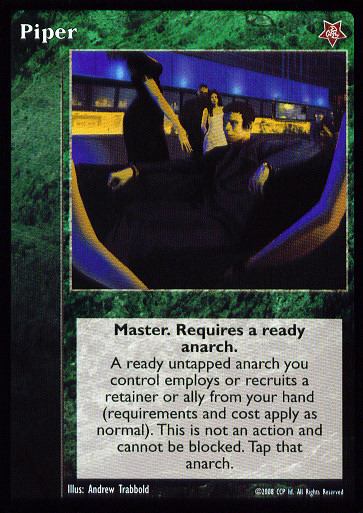 Piper
Master. Requires a ready
anarch.
A ready untapped anarch you
control employs or recruits a
retainer or ally from your hand
(requirements and cost apply as
normal). This is not an action and
cannot be blocked. Tap that
anarch.
Illus: Andrew Trabbold
©2008 CCP hf. All Rights Reserved